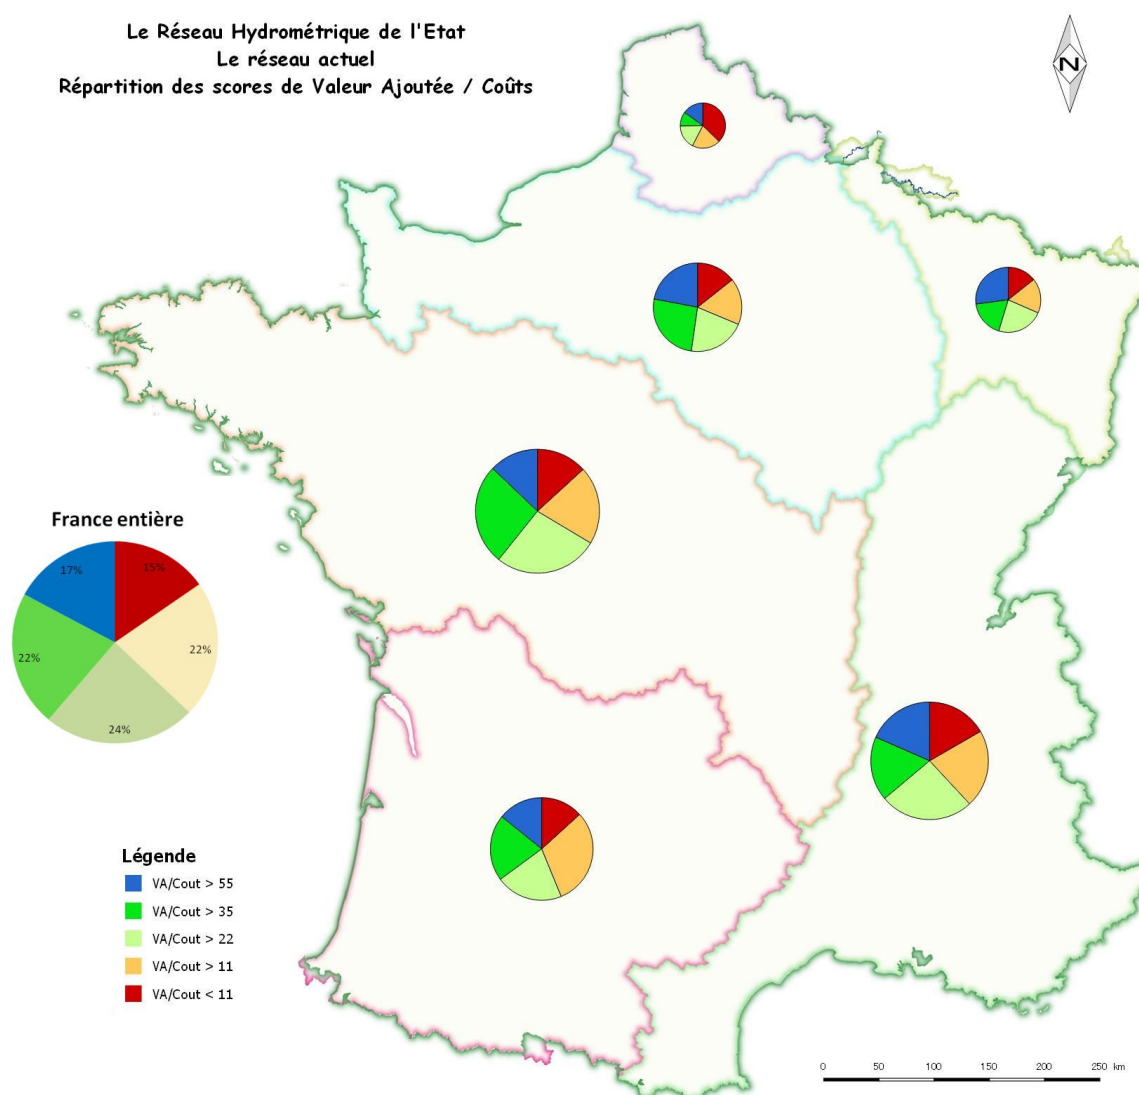 Le Réseau Hydrométrique de l'Etat
Le réseau actuel
Répartition des scores de Valeur Ajoutée / Coûts
N
France entière
17%
15%
22%
22%
24%
Légende
VA/Cout > 55
VA/Cout > 35
VA/Cout > 22
VA/Cout > 11
VA/Cout < 11
0 50 100 150 200 250 km